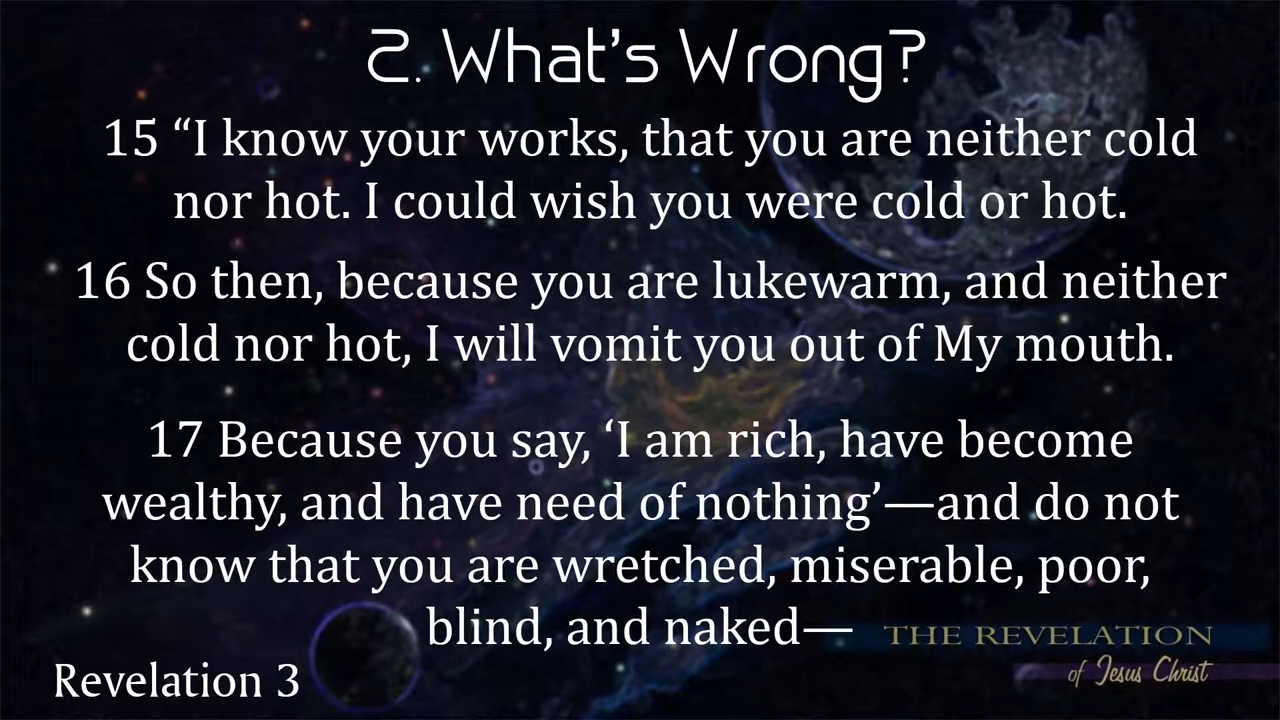 2. What's Wrong?
15 “I know your works, that you are neither cold
nor hot. I could wish you were cold or hot.
16 So then, because you are lukewarm, and neither
cold nor hot, I will vomit you out of My mouth.
17 Because you say, ‘I am rich, have become
wealthy, and have need of nothing’—and do not
know that you are wretched, miserable, poor,
blind, and naked—
THE REVELATION
of Jesus Christ
Revelation 3